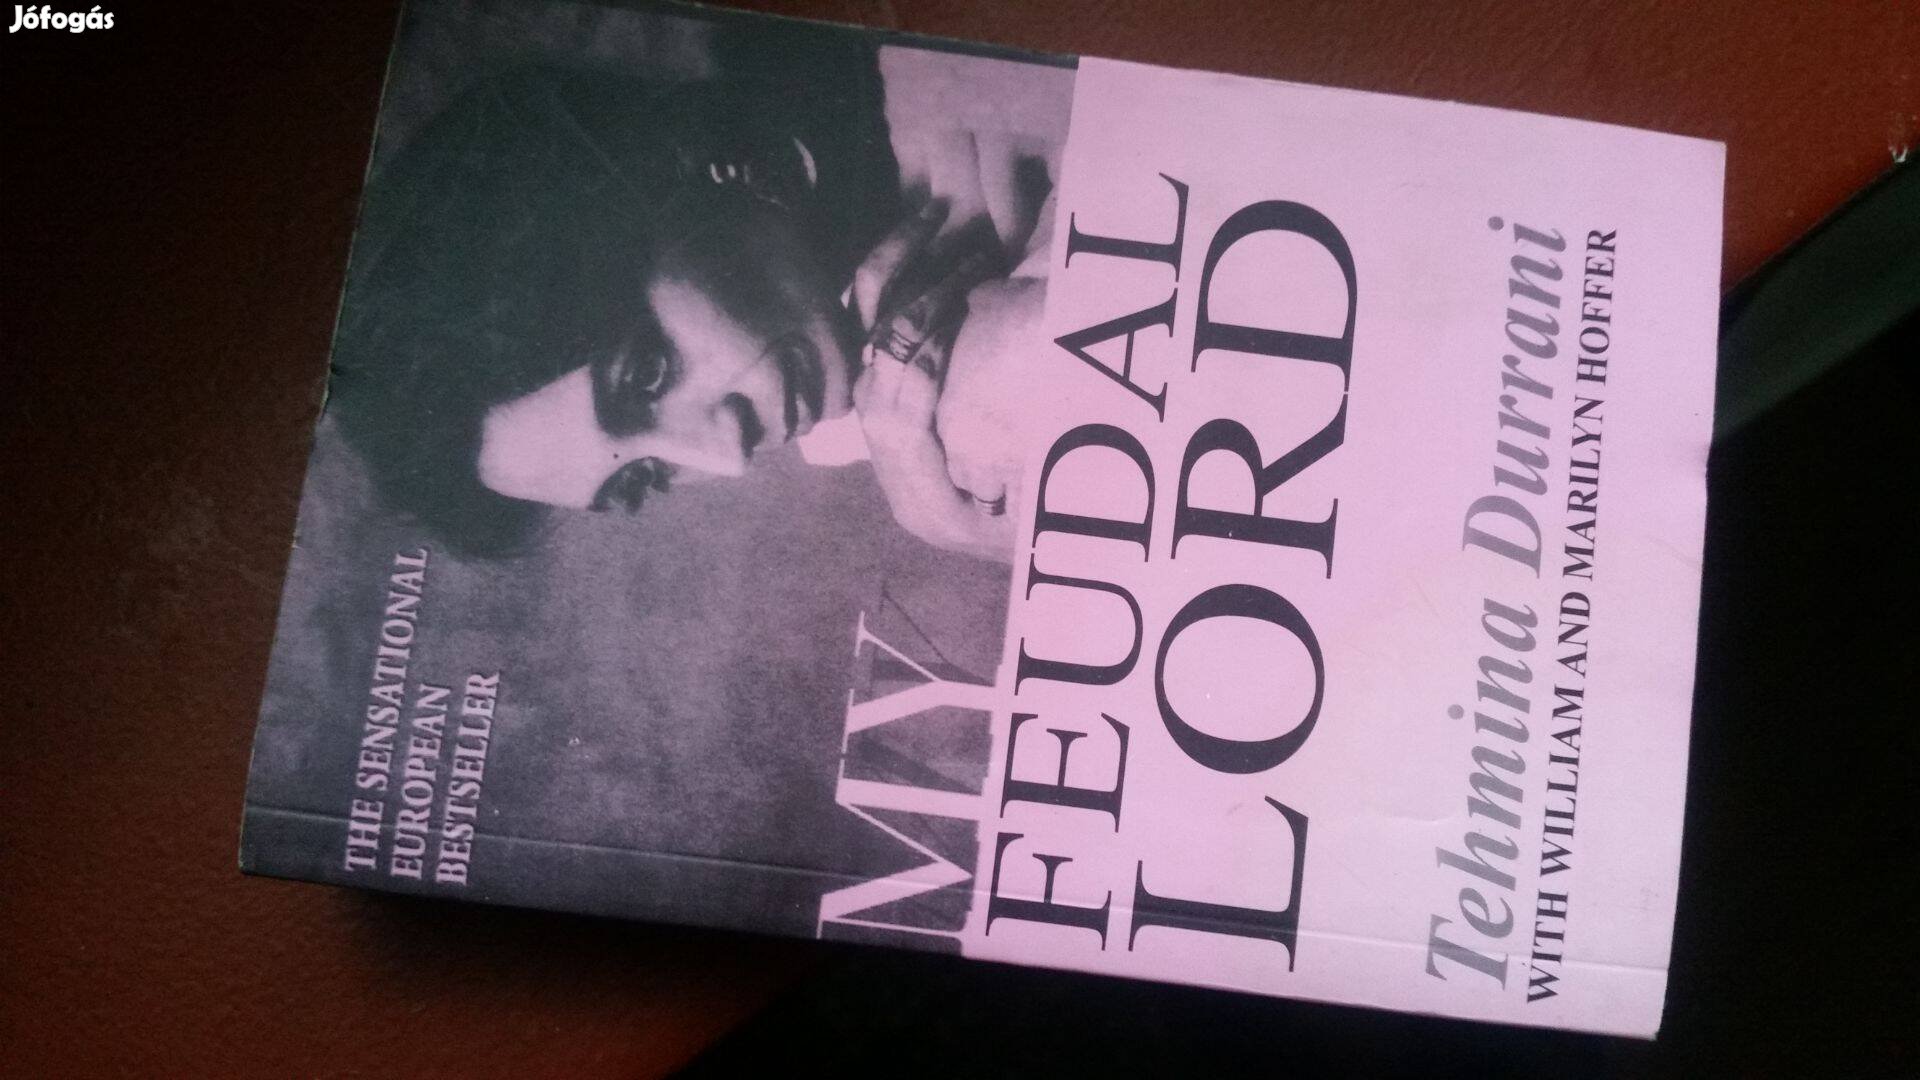 Jófogás
THE SENSATIONAL
EUROPEAN
BESTSELLER
MY
FEUDAL
LORD
Tehmina Durrani
WITH WILLIAM AND MARILYN HOFFER